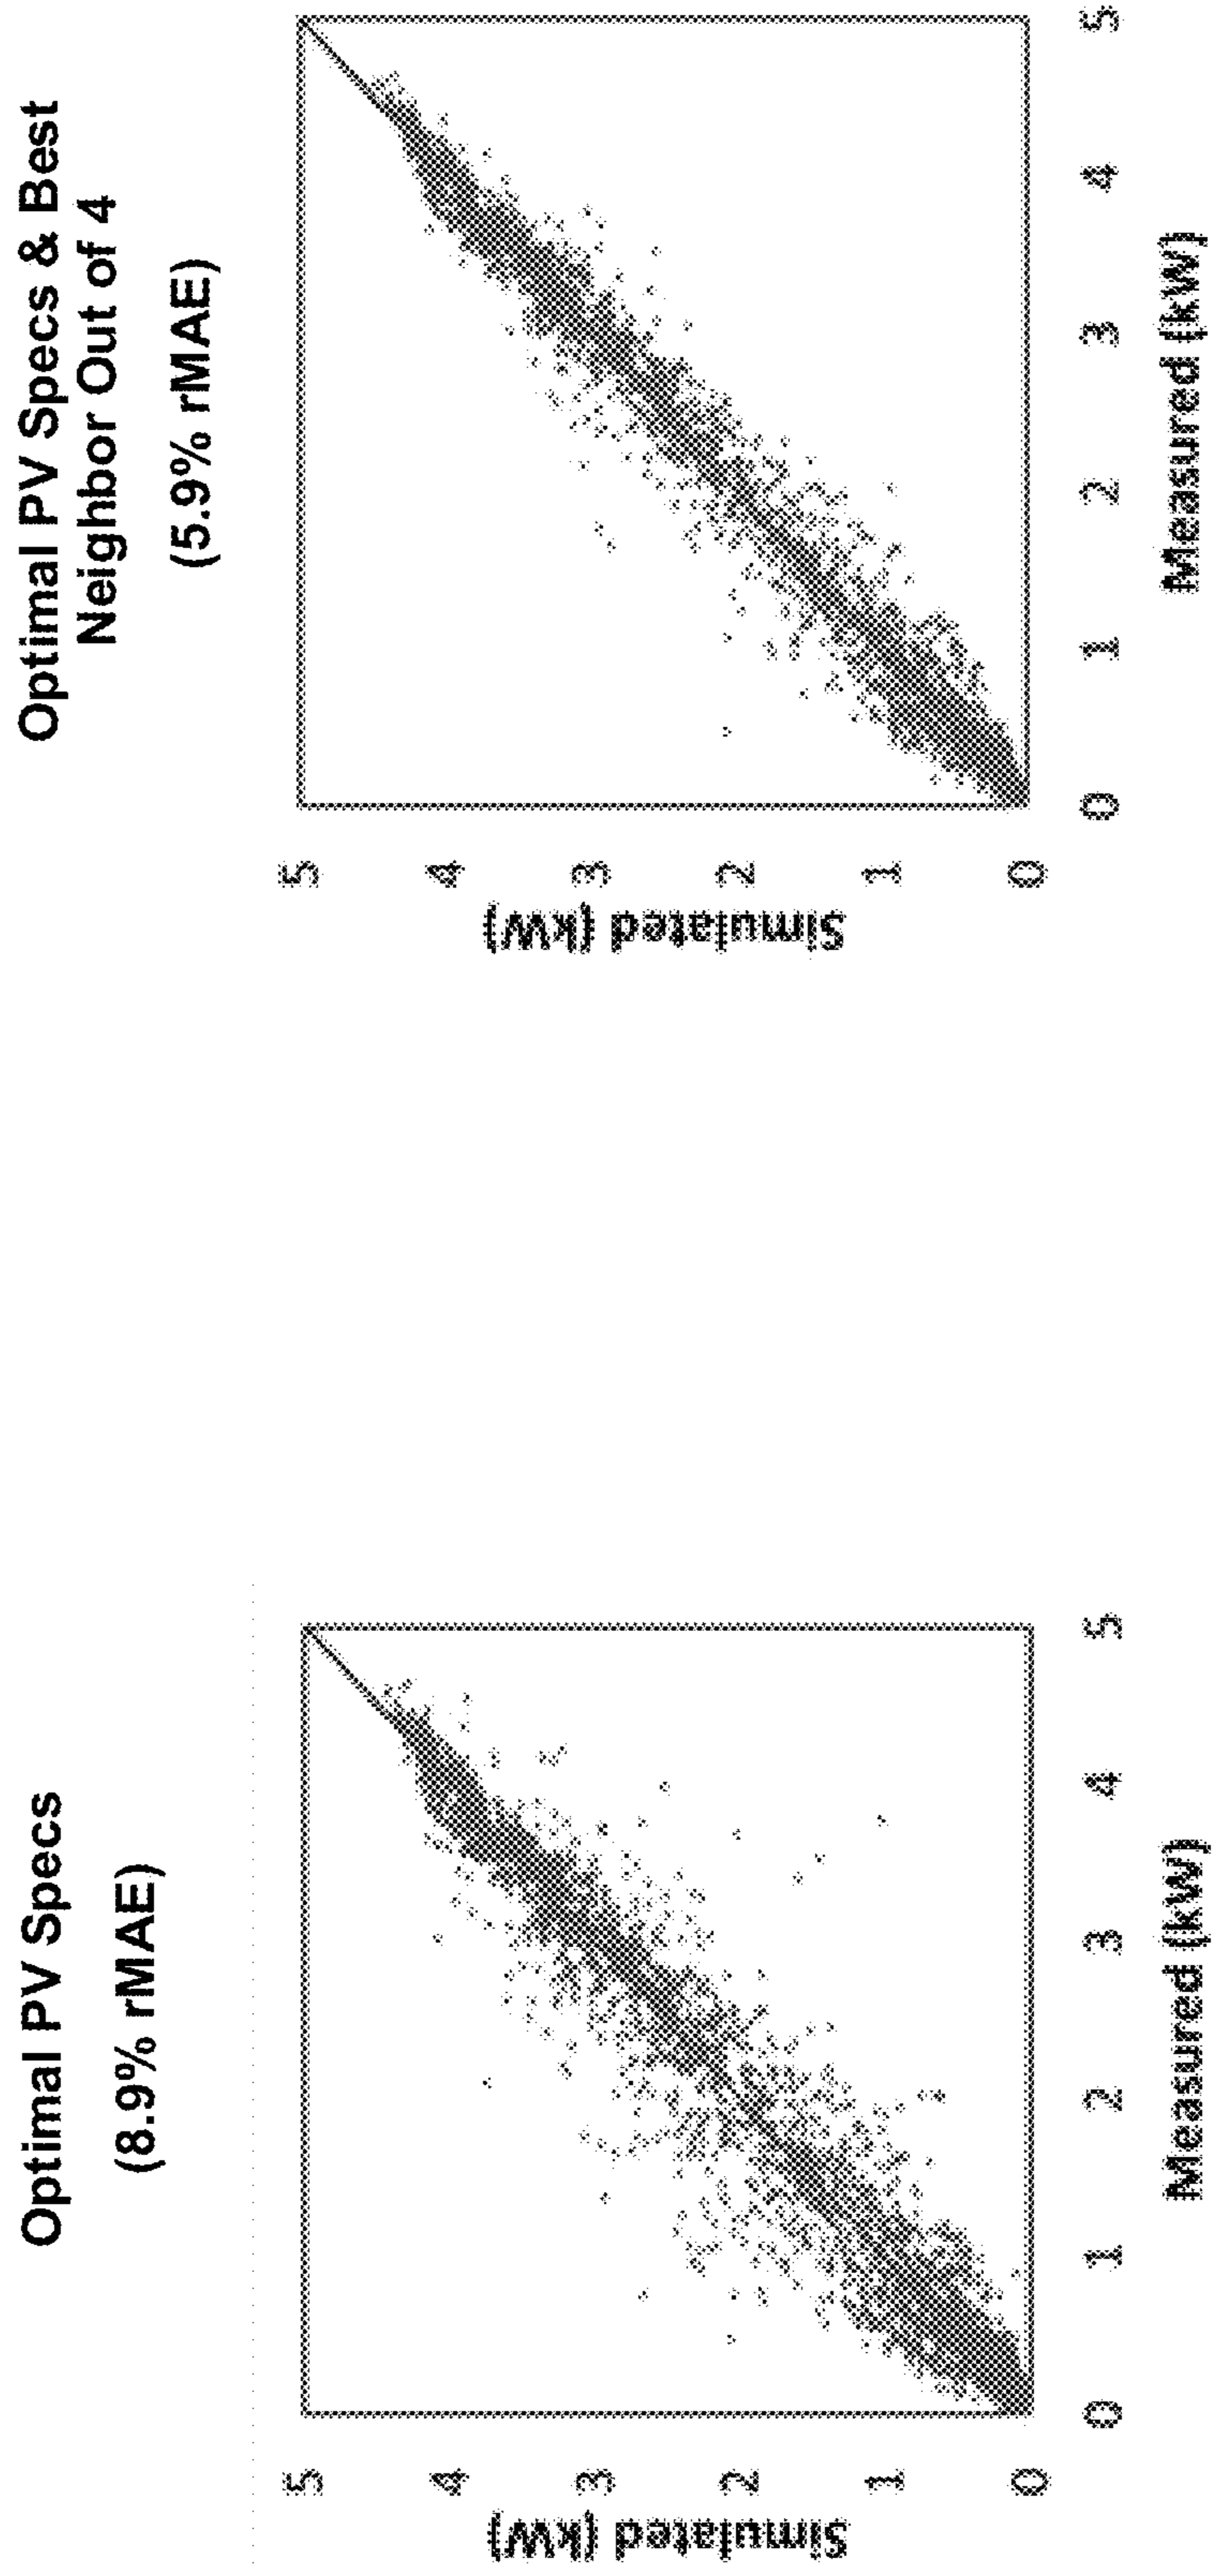 Optimal PV Specs
(8.9% rMAE)
Simulated (kW)
5
4
3
2
1
0
0 1 2 3 4 5
Measured (kW)
Optimal PV Specs & Best
Neighbor Out of 4
(5.9% rMAE)
Simulated (kW)
5
4
3
2
1
0
0 1 2 3 4 5
Measured (kW)